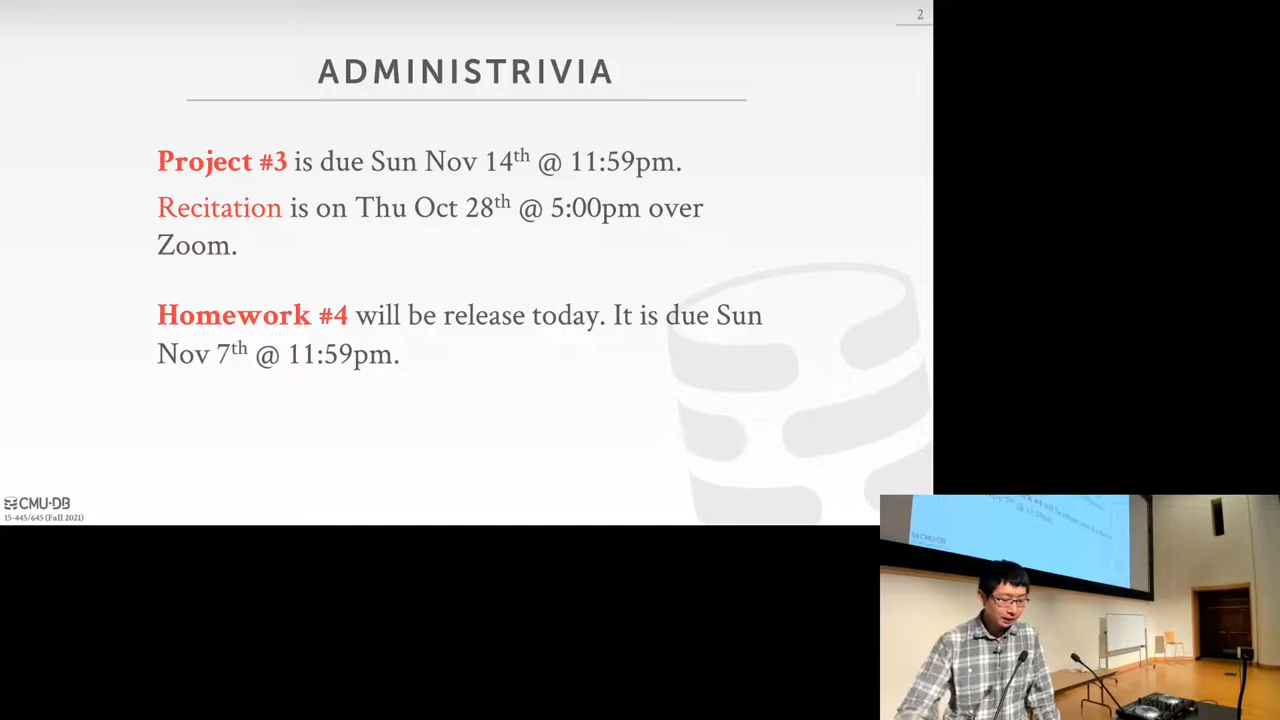 2
ADMINISTRIVIA
Project #3 is due Sun Nov 14th @ 11:59pm.
Recitation is on Thu Oct 28th @ 5:00pm over
Zoom.
Homework #4 will be release today. It is due Sun
Nov 7th @ 11:59pm.
CMU·DB
15-445/645 (Fall 2021)